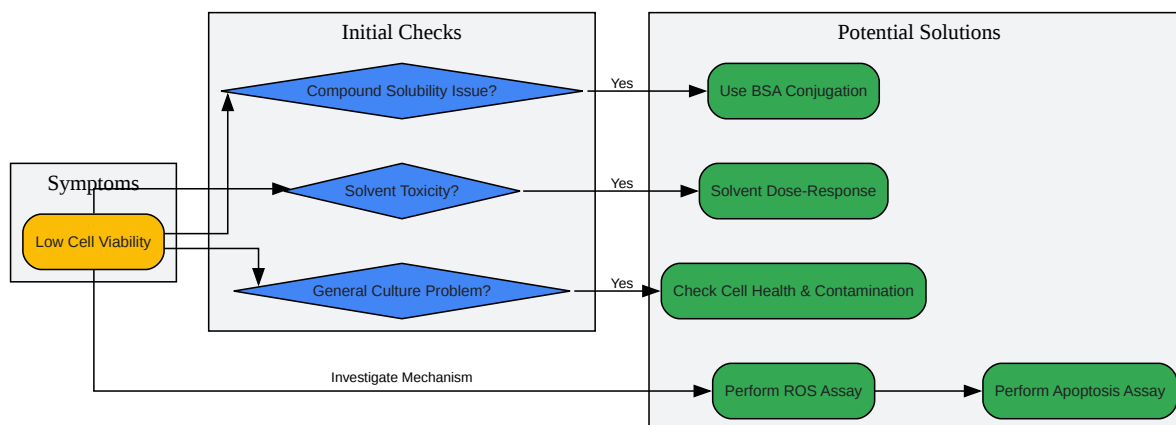 Initial Checks
Potential Solutions
Compound Solubility Issue?
Yes
Use BSA Conjugation
Symptoms
Solvent Toxicity?
Yes
Solvent Dose-Response
Low Cell Viability
General Culture Problem?
Yes
Check Cell Health & Contamination
Investigate Mechanism
Perform ROS Assay
Perform Apoptosis Assay